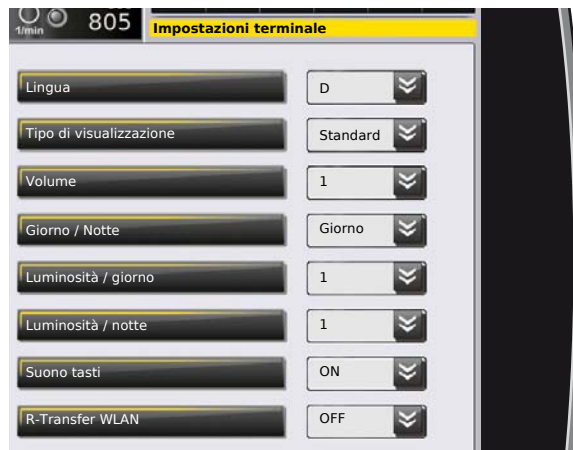 1/min 805
Impostazioni terminale
Lingua D
Tipo di visualizzazione Standard
Volume 1
Giorno / Notte Giorno
Luminosità / giorno 1
Luminosità / notte 1
Suono tasti ON
R-Transfer WLAN OFF